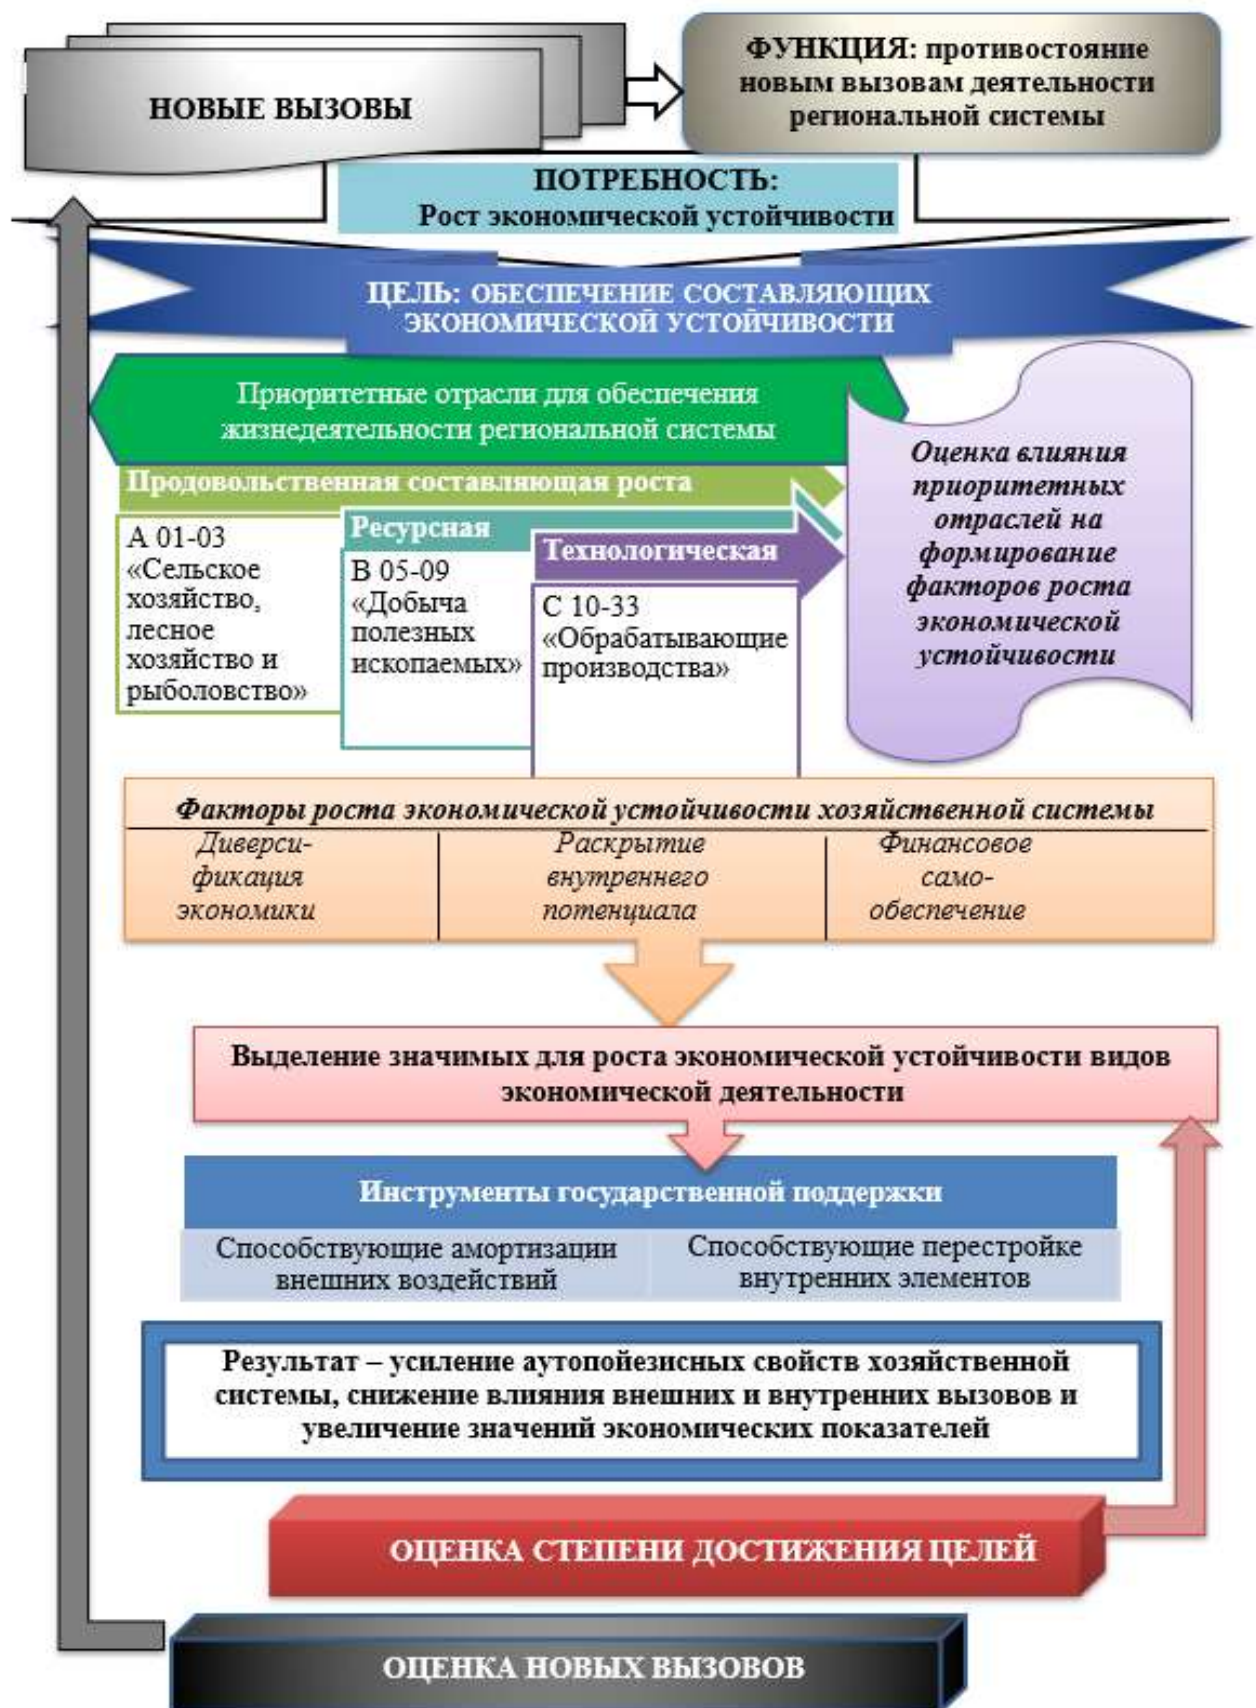 НОВЫЕ ВЫЗОВЫ
ФУНКЦИЯ: противостояние
новым вызовам деятельности
региональной системы
ПОТРЕБНОСТЬ:
Рост экономической устойчивости
ЦЕЛЬ: ОБЕСПЕЧЕНИЕ СОСТАВЛЯЮЩИХ
ЭКОНОМИЧЕСКОЙ УСТОЙЧИВОСТИ
Приоритетные отрасли для обеспечения
жизнедеятельности региональной системы
Продовольственная составляющая роста
А 01-03
«Сельское
хозяйство,
лесное
хозяйство и
рыболовство»
Ресурсная
В 05-09
«Добыча
полезных
ископаемых»
Технологическая
С 10-33
«Обрабатывающие
производства»
Оценка влияния
приоритетных
отраслей на
формирование
факторов роста
экономической
устойчивости
Факторы роста экономической устойчивости хозяйственной системы
Диверси-
фикация
экономики
Раскрытие
внутреннего
потенциала
Финансовое
само-
обеспечение
Выделение значимых для роста экономической устойчивости видов
экономической деятельности
Инструменты государственной поддержки
Способствующие амортизации
внешних воздействий
Способствующие перестройке
внутренних элементов
Результат – усиление аутопойезисных свойств хозяйственной
системы, снижение влияния внешних и внутренних вызовов и
увеличение значений экономических показателей
ОЦЕНКА СТЕПЕНИ ДОСТИЖЕНИЯ ЦЕЛЕЙ
ОЦЕНКА НОВЫХ ВЫЗОВОВ